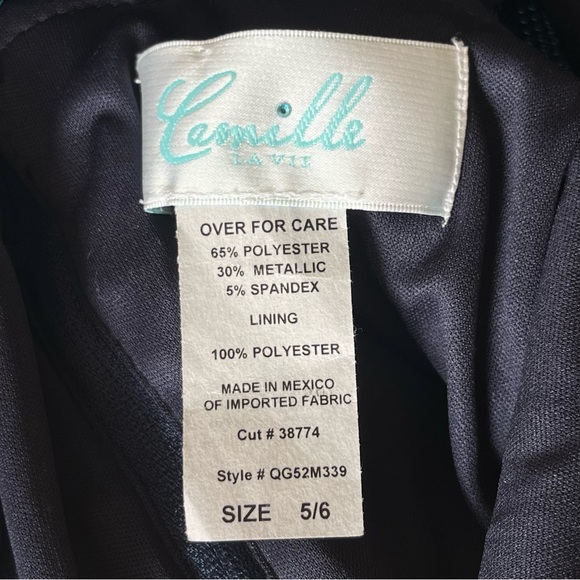 Camille
LA VIE
OVER FOR CARE
65% POLYESTER
30% METALLIC
5% SPANDEX
LINING
100% POLYESTER
MADE IN MEXICO
OF IMPORTED FABRIC
Cut # 38774
Style # QG52M339
SIZE 5/6